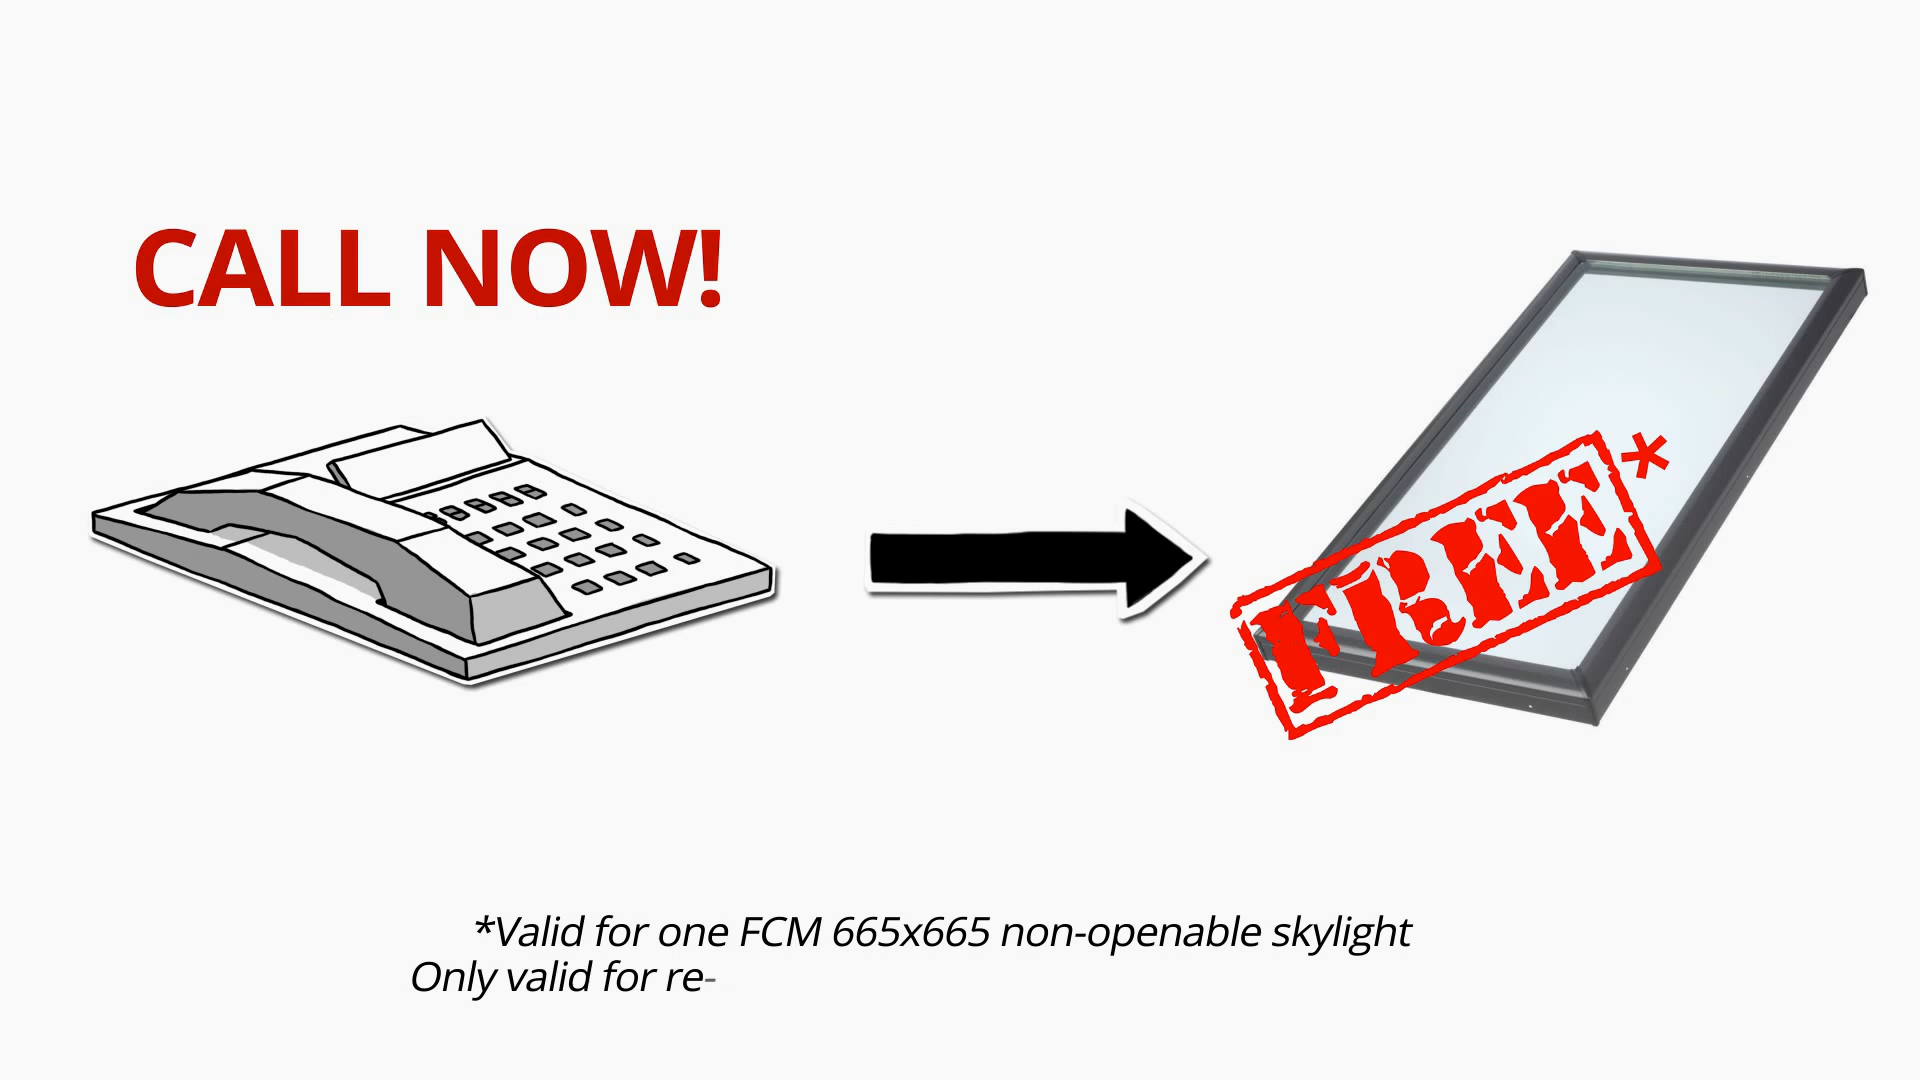 CALL NOW!
FREE*
*Valid for one FCM 665x665 non-openable skylight
Only valid for re-